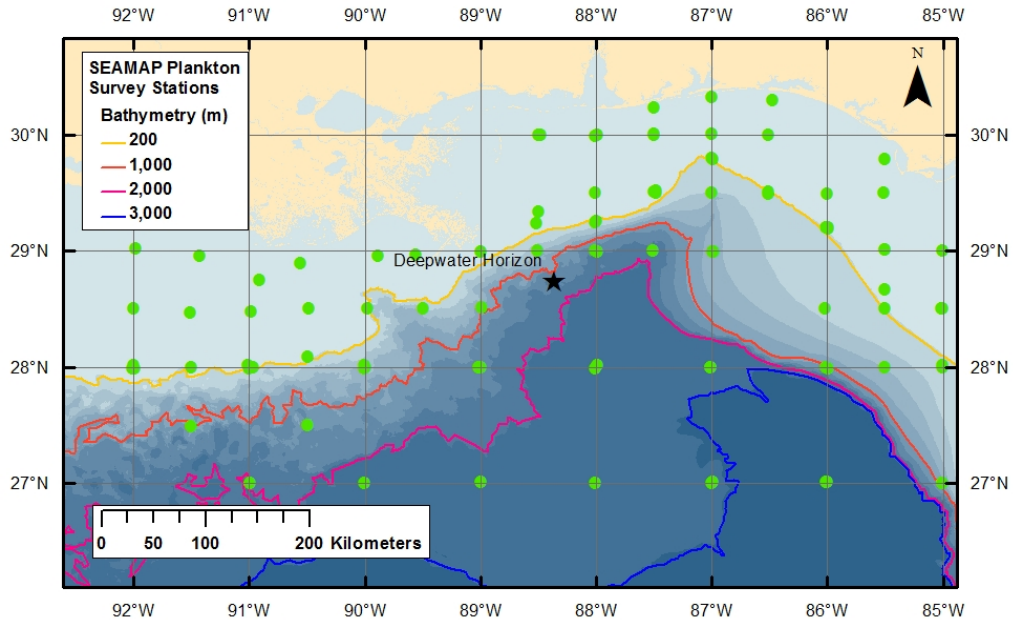 92°W 91°W 90°W 89°W 88°W 87°W 86°W 85°W
SEAMAP Plankton
Survey Stations
Bathymetry (m)
200
1,000
2,000
3,000
N
30°N 30°N
29°N 29°N
Deepwater Horizon
28°N 28°N
27°N 27°N
0 50 100 200 Kilometers
92°W 91°W 90°W 89°W 88°W 87°W 86°W 85°W